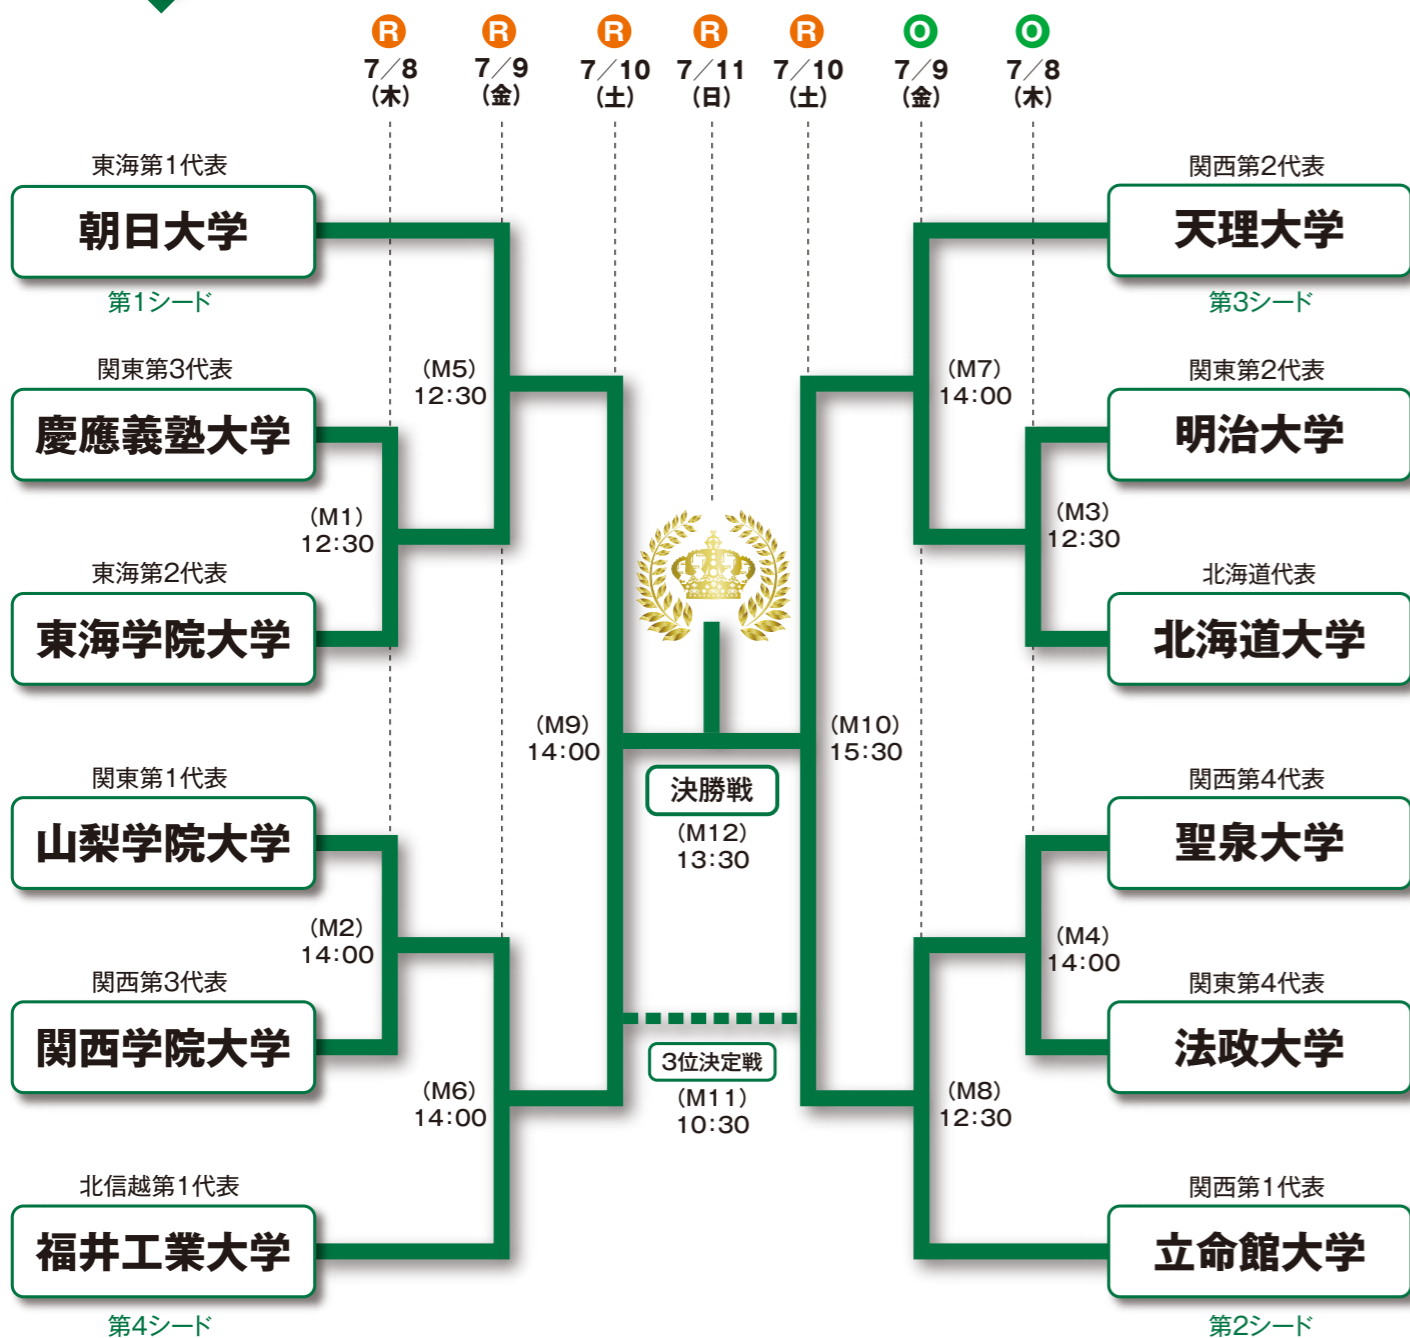 R R R R R O O
7/8 7/9 7/10 7/11 7/10 7/9 7/8
(木) (金) (土) (日) (土) (金) (木)
東海第1代表
朝日大学
第1シード
関東第3代表
慶應義塾大学
東海第2代表
東海学院大学
関東第1代表
山梨学院大学
関西第3代表
関西学院大学
北信越第1代表
福井工業大学
第4シード
(M1)
12:30
(M2)
14:00
(M5)
12:30
(M6)
14:00
(M9)
14:00
決勝戦
(M12)
13:30
3位決定戦
(M11)
10:30
(M10)
15:30
(M7)
14:00
(M8)
12:30
(M3)
12:30
(M4)
14:00
関西第2代表
天理大学
第3シード
関東第2代表
明治大学
北海道代表
北海道大学
関西第4代表
聖泉大学
関東第4代表
法政大学
関西第1代表
立命館大学
第2シード